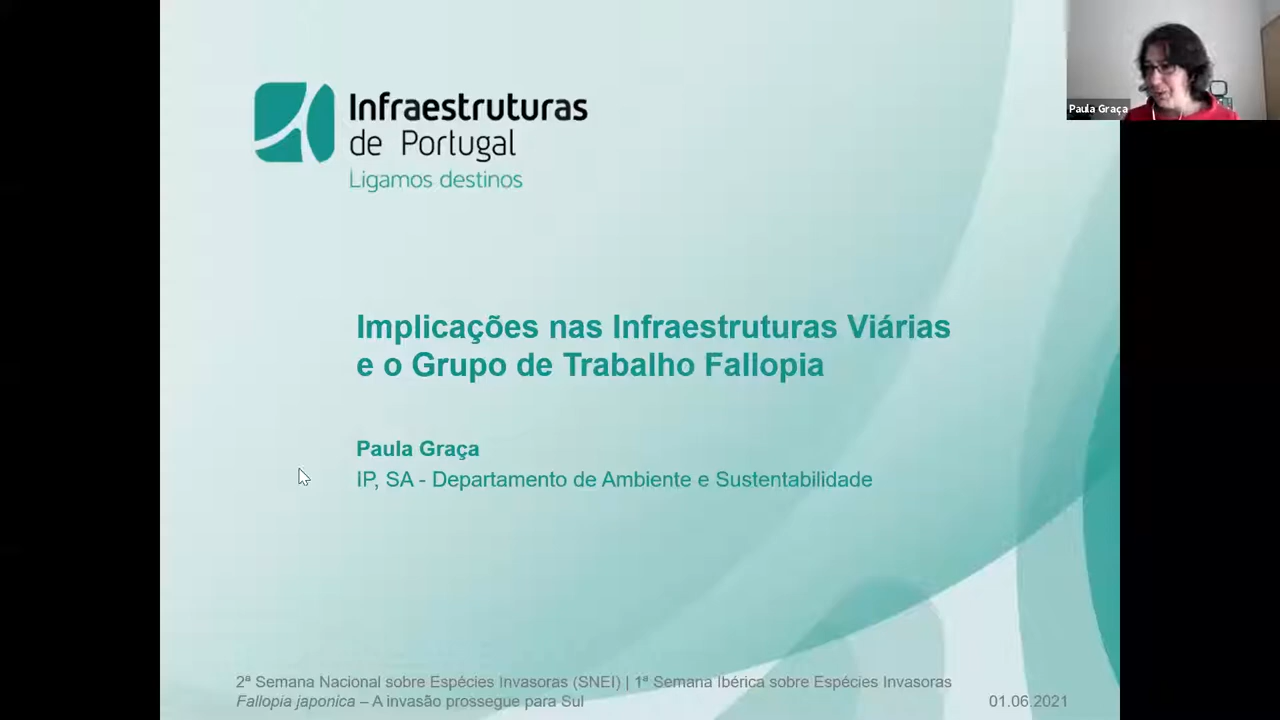 Infraestruturas
de Portugal
Ligamos destinos
Paula Graça
Implicações nas Infraestruturas Viárias
e o Grupo de Trabalho Fallopia
Paula Graça
IP, SA - Departamento de Ambiente e Sustentabilidade
2ª Semana Nacional sobre Espécies Invasoras (SNEI) | 1ª Semana Ibérica sobre Espécies Invasoras
Fallopia japonica – A invasão prossegue para Sul
01.06.2021